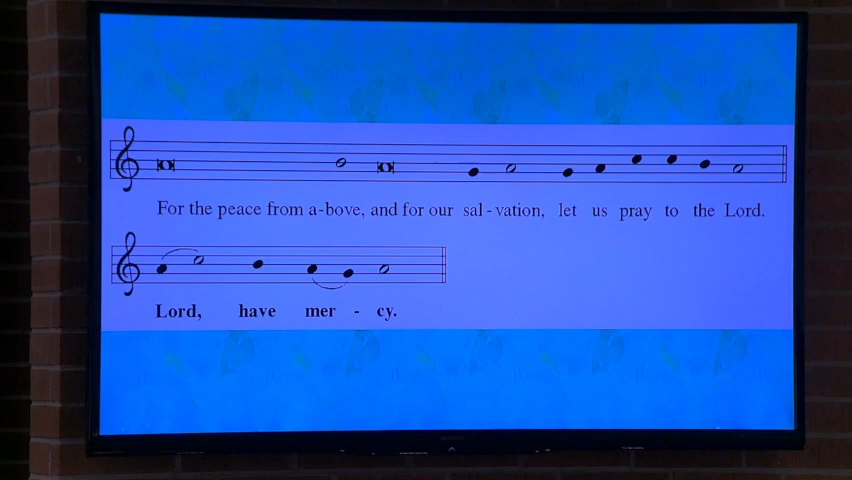 For the peace from a-bove, and for our sal - vation, let us pray to the Lord.
Lord, have mer - cy.